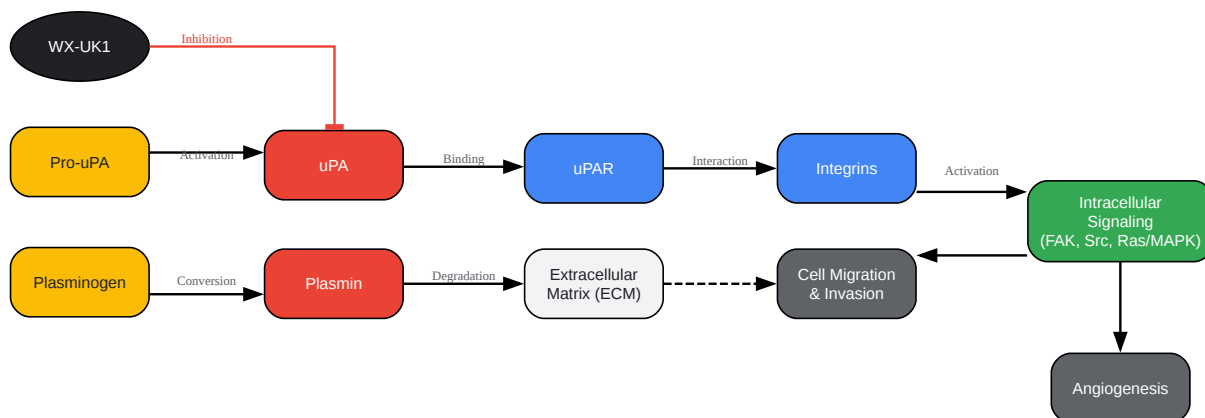 WX-UK1
Inhibition
Pro-uPA
Activation
uPA
Binding
uPAR
Interaction
Integrins
Activation
Intracellular
Signaling
(FAK, Src, Ras/MAPK)
Plasminogen
Conversion
Plasmin
Degradation
Extracellular
Matrix (ECM)
Cell Migration
& Invasion
Angiogenesis